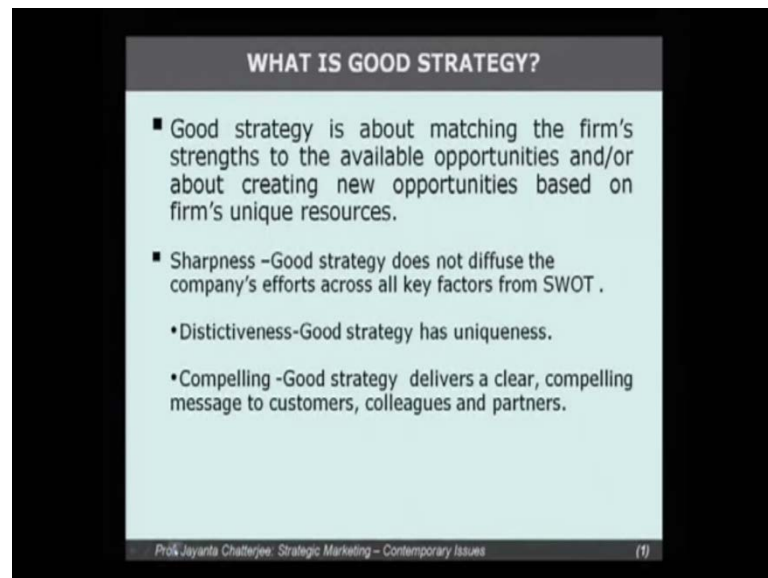 WHAT IS GOOD STRATEGY?
▪ Good strategy is about matching the firm's
strengths to the available opportunities and/or
about creating new opportunities based on
firm's unique resources.
▪ Sharpness –Good strategy does not diffuse the
company's efforts across all key factors from SWOT .
•Distictiveness-Good strategy has uniqueness.
•Compelling -Good strategy delivers a clear, compelling
message to customers, colleagues and partners.
Prof. Jayanta Chatterjee: Strategic Marketing – Contemporary Issues (1)